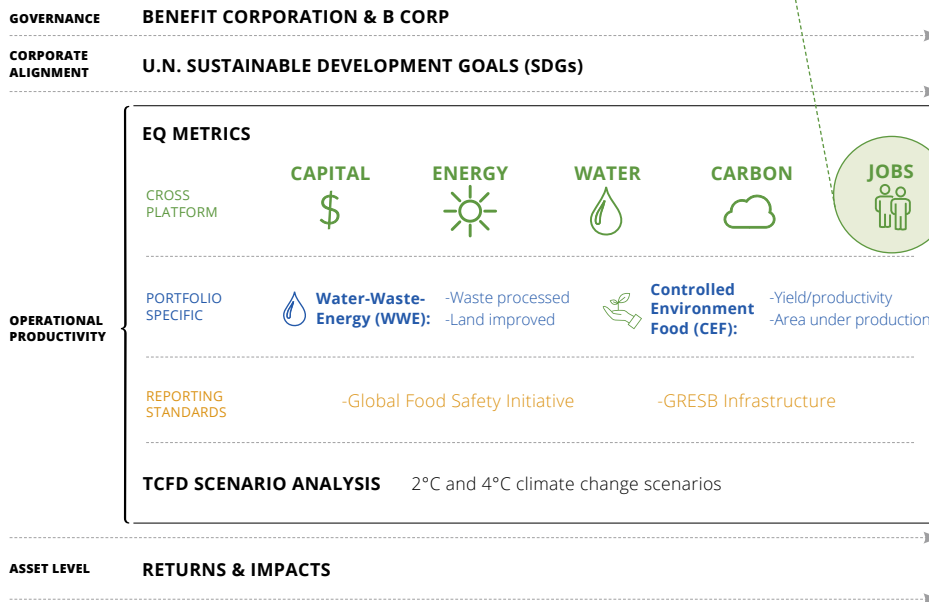 GOVERNANCE
BENEFIT CORPORATION & B CORP
CORPORATE
ALIGNMENT
U.N. SUSTAINABLE DEVELOPMENT GOALS (SDGs)
OPERATIONAL
PRODUCTIVITY
EQ METRICS
CROSS
PLATFORM
CAPITAL
$
ENERGY
WATER
CARBON
JOBS
PORTFOLIO
SPECIFIC
Water-Waste-
Energy (WWE):
-Waste processed
-Land improved
Controlled
Environment
Food (CEF):
-Yield/productivity
-Area under production
REPORTING
STANDARDS
-Global Food Safety Initiative
-GRESB Infrastructure
TCFD SCENARIO ANALYSIS
2°C and 4°C climate change scenarios
ASSET LEVEL
RETURNS & IMPACTS